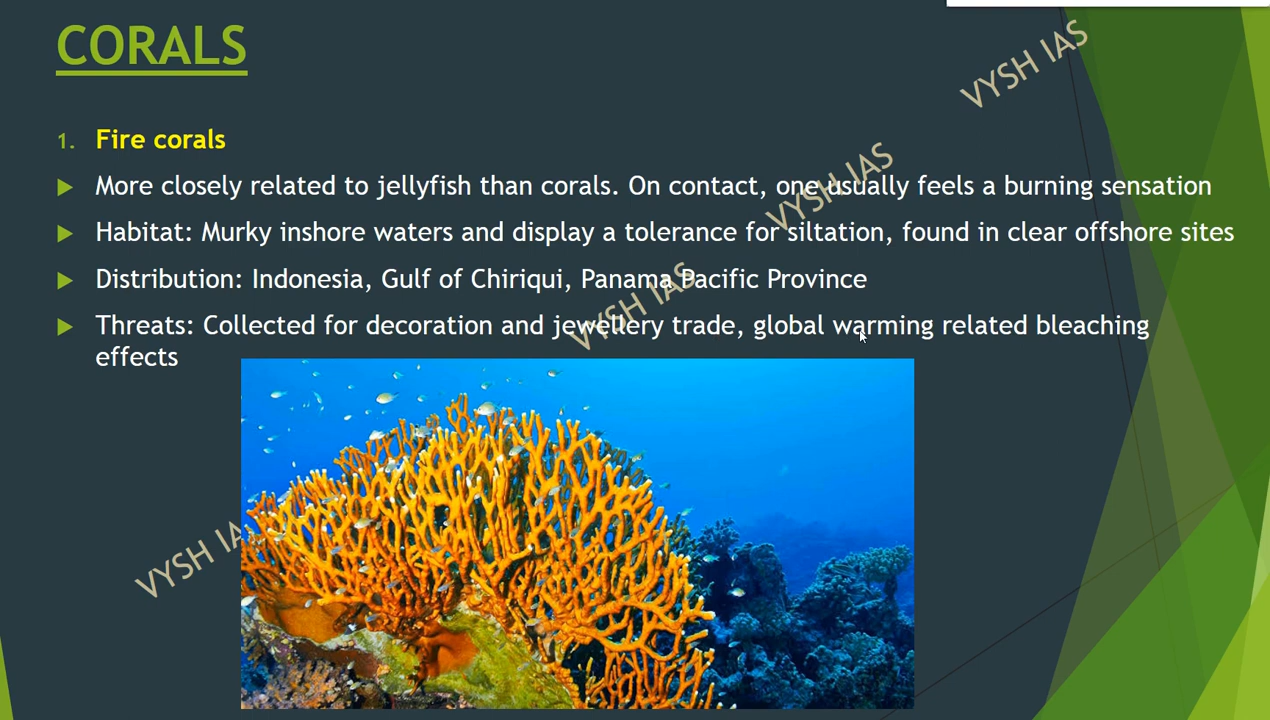 CORALS
VYSH IAS
1. Fire corals
VYSH IAS
More closely related to jellyfish than corals. On contact, one usually feels a burning sensation
Habitat: Murky inshore waters and display a tolerance for siltation, found in clear offshore sites
Distribution: Indonesia, Gulf of Chiriqui, Panama Pacific Province
VYSH IAS
Threats: Collected for decoration and jewellery trade, global warming related bleaching
effects
VYSH IA